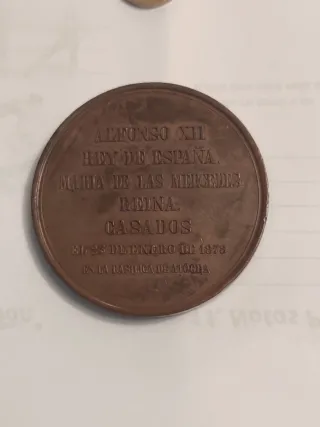 ALFONSO XII
REY DE ESPAÑA.
MARIA DE LAS MERCEDES
REINA.
CASADOS
EL 23 DE ENERO DE 1878
EN LA BASILICA DE ATOCHA